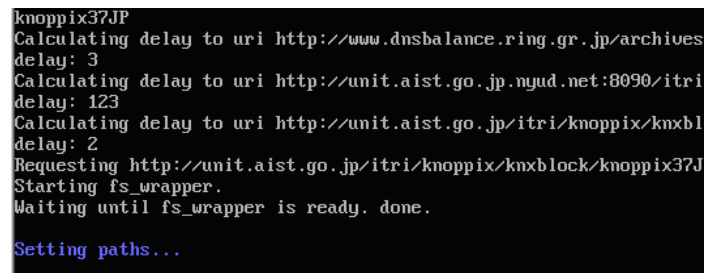 knoppix37JP
Calculating delay to uri http://www.dnsbalance.ring.gr.jp/archives
delay: 3
Calculating delay to uri http://unit.aist.go.jp.nyud.net:8090/itri
delay: 123
Calculating delay to uri http://unit.aist.go.jp/itri/knoppix/knxbl
delay: 2
Requesting http://unit.aist.go.jp/itri/knoppix/knxblock/knoppix37J
Starting fs_wrapper.
Waiting until fs_wrapper is ready. done.
Setting paths...